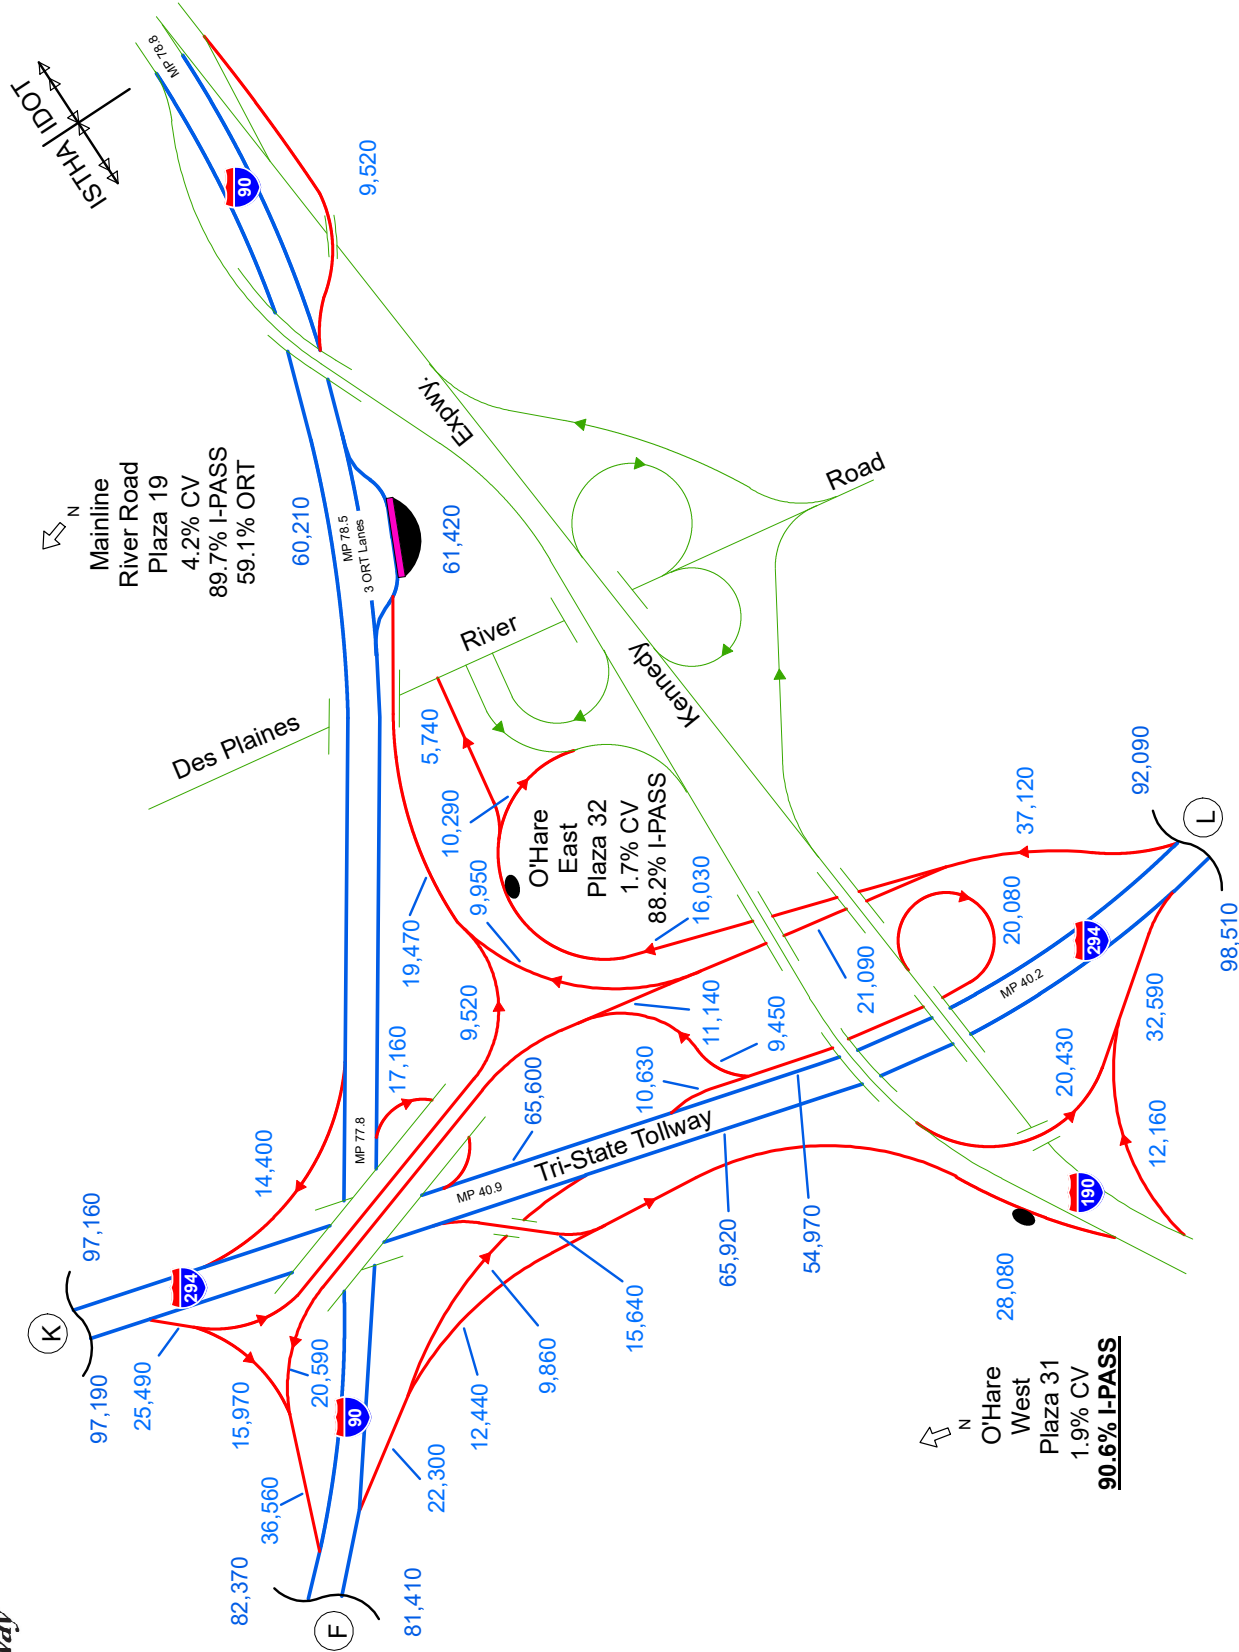 way
ISTHA
IDOT
MP 78.8
90
9,520
N
Mainline
River Road
Plaza 19
4.2% CV
89.7% I-PASS
59.1% ORT
60,210
MP 78.5
3 ORT Lanes
61,420
Expwy.
Road
River
Kennedy
Des Plaines
5,740
10,290
O'Hare
East
Plaza 32
1.7% CV
88.2% I-PASS
9,950
16,030
19,470
9,520
17,160
MP 77.8
14,400
65,600
10,630
11,140
9,450
21,090
20,080
37,120
92,090
L
98,510
294
MP 40.2
32,590
20,430
12,160
190
28,080
54,970
65,920
Tri-State Tollway
MP 40.9
15,640
9,860
12,440
22,300
97,160
K
97,190
294
25,490
15,970
20,590
36,560
90
82,370
F
81,410
N
O'Hare
West
Plaza 31
1.9% CV
90.6% I-PASS